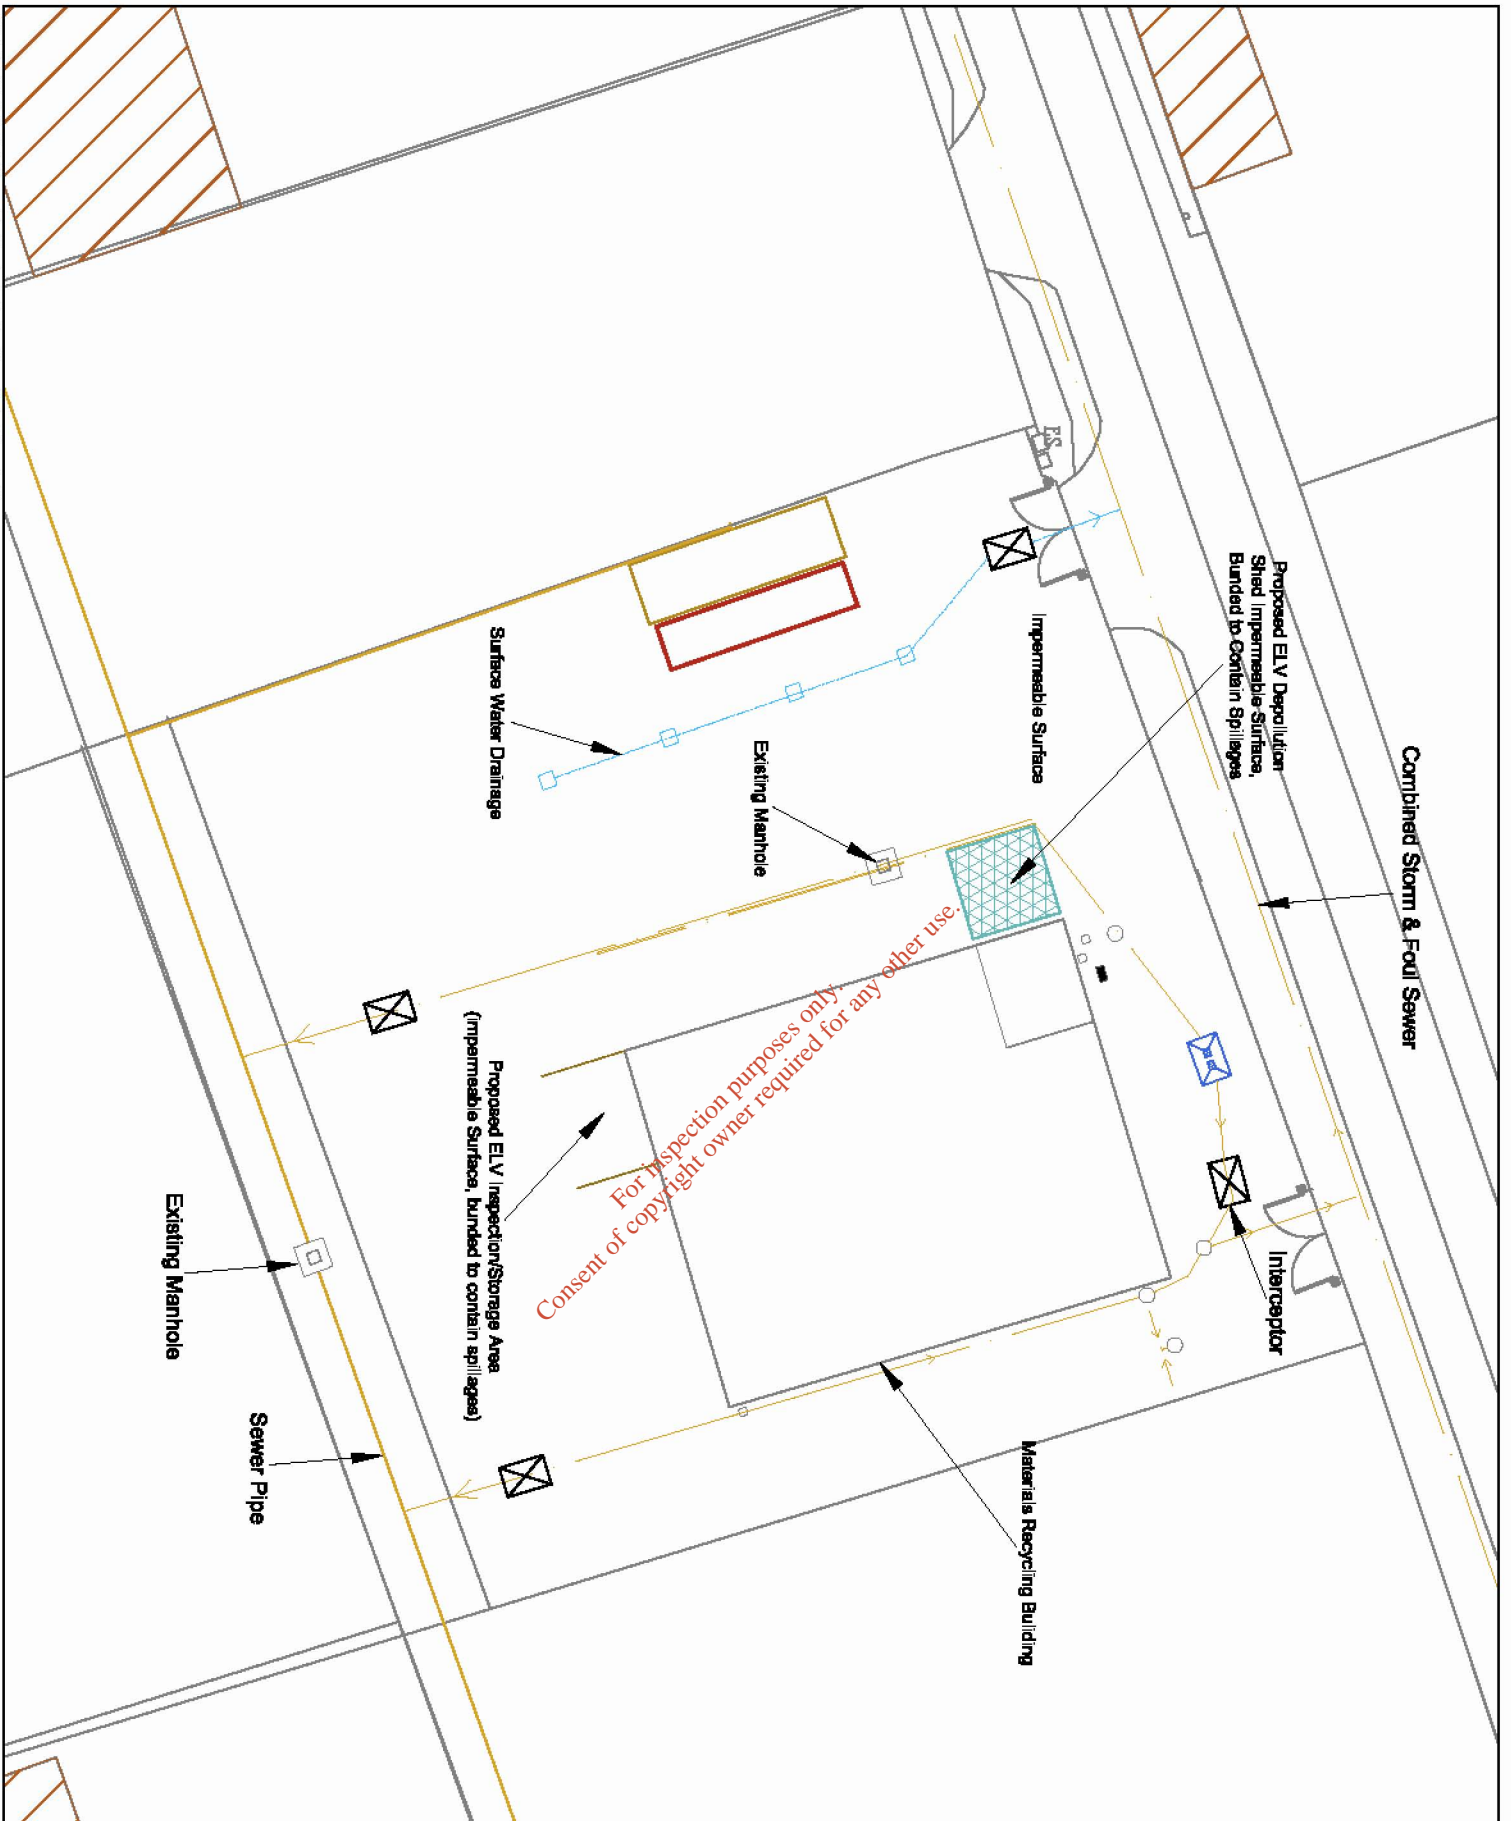 Combined Storm & Foul Sewer
Proposed ELV Depollution
Shed Impermeable Surface,
Bunded to Contain Spillages
ES
Impermeable Surface
Existing Manhole
Surface Water Drainage
Interceptor
Materials Recycling Building
Proposed ELV Inspection/Storage Area
(impermeable Surface, bunded to contain spillages)
Existing Manhole
Sewer Pipe
For inspection purposes only.
Consent of copyright owner required for any other use.